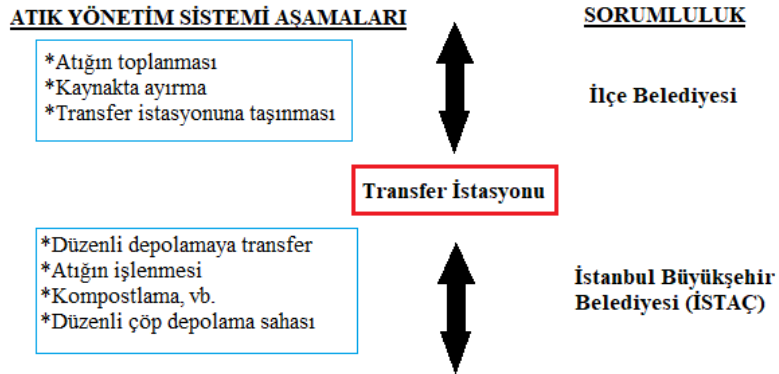 ATIK YÖNETİM SİSTEMİ AŞAMALARI
SORUMLULUK
*Atığın toplanması
*Kaynakta ayırma
*Transfer istasyonuna taşınması
İlçe Belediyesi
Transfer İstasyonu
*Düzenli depolamaya transfer
*Atığın işlenmesi
*Kompostlama, vb.
*Düzenli çöp depolama sahası
İstanbul Büyükşehir
Belediyesi (İSTAÇ)